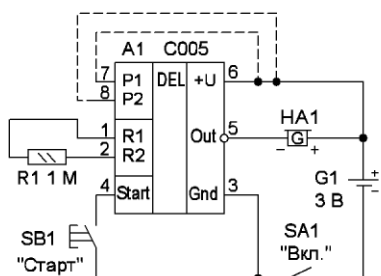 A1 C005
7 P1 DEL +U 6
8 P2
1 R1 Out 5 HA1
2 R2 G
− +
R1 1 М
4 Start Gnd 3 G1
3 В
+
−
SB1 SA1
"Старт" "Вкл."